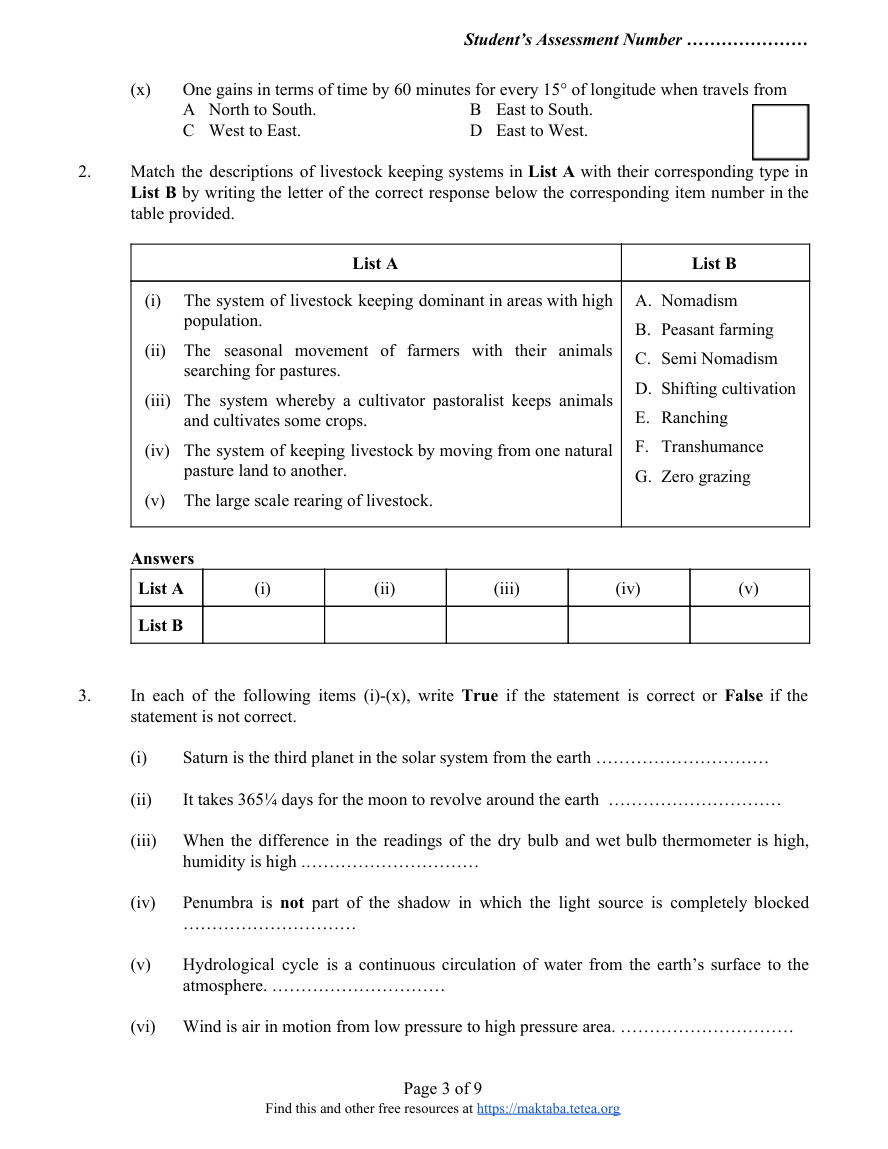 Student's Assessment Number …………………
(x) One gains in terms of time by 60 minutes for every 15° of longitude when travels from
A North to South. B East to South.
C West to East. D East to West.
2. Match the descriptions of livestock keeping systems in List A with their corresponding type in
List B by writing the letter of the correct response below the corresponding item number in the
table provided.
List A List B
(i) The system of livestock keeping dominant in areas with high
population.
(ii) The seasonal movement of farmers with their animals
searching for pastures.
(iii) The system whereby a cultivator pastoralist keeps animals
and cultivates some crops.
(iv) The system of keeping livestock by moving from one natural
pasture land to another.
(v) The large scale rearing of livestock.
A. Nomadism
B. Peasant farming
C. Semi Nomadism
D. Shifting cultivation
E. Ranching
F. Transhumance
G. Zero grazing
Answers
List A (i) (ii) (iii) (iv) (v)
List B
3. In each of the following items (i)-(x), write True if the statement is correct or False if the
statement is not correct.
(i) Saturn is the third planet in the solar system from the earth …………………………
(ii) It takes 365¼ days for the moon to revolve around the earth …………………………
(iii) When the difference in the readings of the dry bulb and wet bulb thermometer is high,
humidity is high .…………………………
(iv) Penumbra is not part of the shadow in which the light source is completely blocked
…………………………
(v) Hydrological cycle is a continuous circulation of water from the earth's surface to the
atmosphere. …………………………
(vi) Wind is air in motion from low pressure to high pressure area. …………………………
Page 3 of 9
Find this and other free resources at https://maktaba.tetea.org